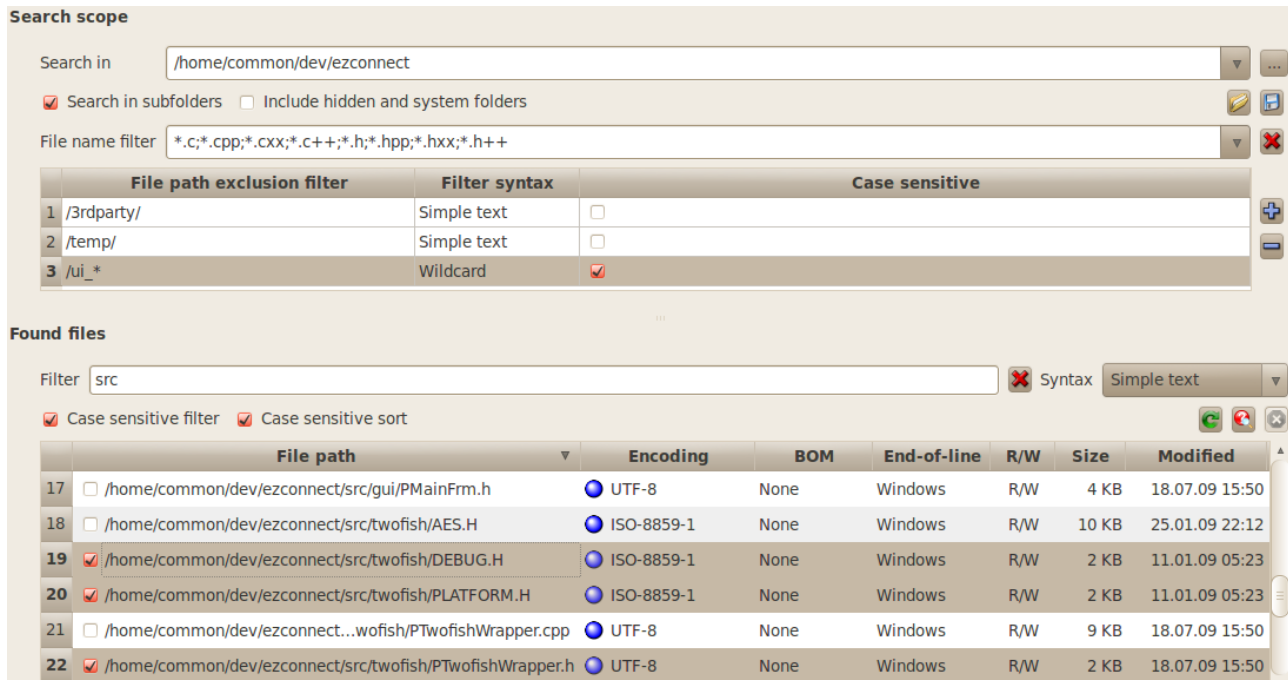 Search scope
Search in /home/common/dev/ezconnect ...
Search in subfolders Include hidden and system folders
File name filter *.c;*.cpp;*.cxx;*.c++;*.h;*.hpp;*.hxx;*.h++
File path exclusion filter Filter syntax Case sensitive
1 /3rdparty/ Simple text
2 /temp/ Simple text
3 /ui_* Wildcard
Found files
Filter src Syntax Simple text
Case sensitive filter Case sensitive sort
File path Encoding BOM End-of-line R/W Size Modified
17 /home/common/dev/ezconnect/src/gui/PMainFrm.h UTF-8 None Windows R/W 4 KB 18.07.09 15:50
18 /home/common/dev/ezconnect/src/twofish/AES.H ISO-8859-1 None Windows R/W 10 KB 25.01.09 22:12
19 /home/common/dev/ezconnect/src/twofish/DEBUG.H ISO-8859-1 None Windows R/W 2 KB 11.01.09 05:23
20 /home/common/dev/ezconnect/src/twofish/PLATFORM.H ISO-8859-1 None Windows R/W 2 KB 11.01.09 05:23
21 /home/common/dev/ezconnect...wofish/PTwofishWrapper.cpp UTF-8 None Windows R/W 9 KB 18.07.09 15:50
22 /home/common/dev/ezconnect/src/twofish/PTwofishWrapper.h UTF-8 None Windows R/W 2 KB 18.07.09 15:50